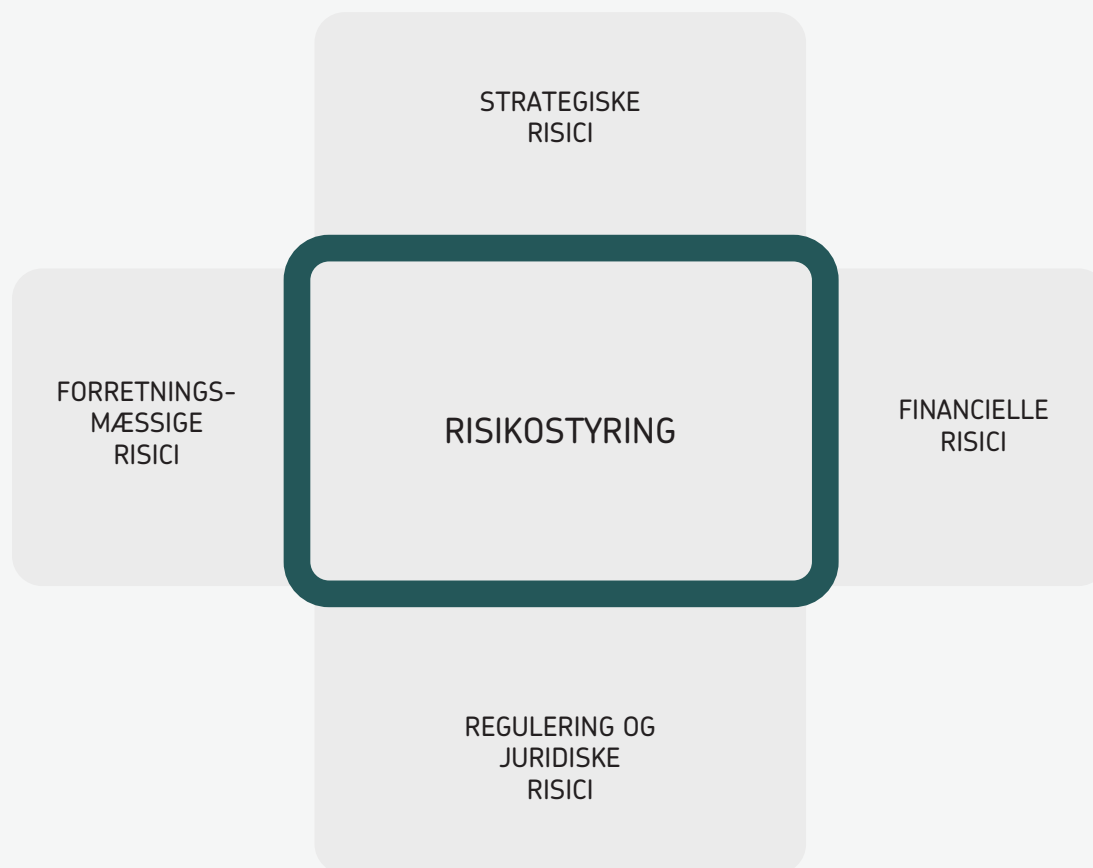 STRATEGISKE
RISICI
FORRETNINGS-
MÆSSIGE
RISICI
RISIKOSTYRING
FINANCIELLE
RISICI
REGULERING OG
JURIDISKE
RISICI